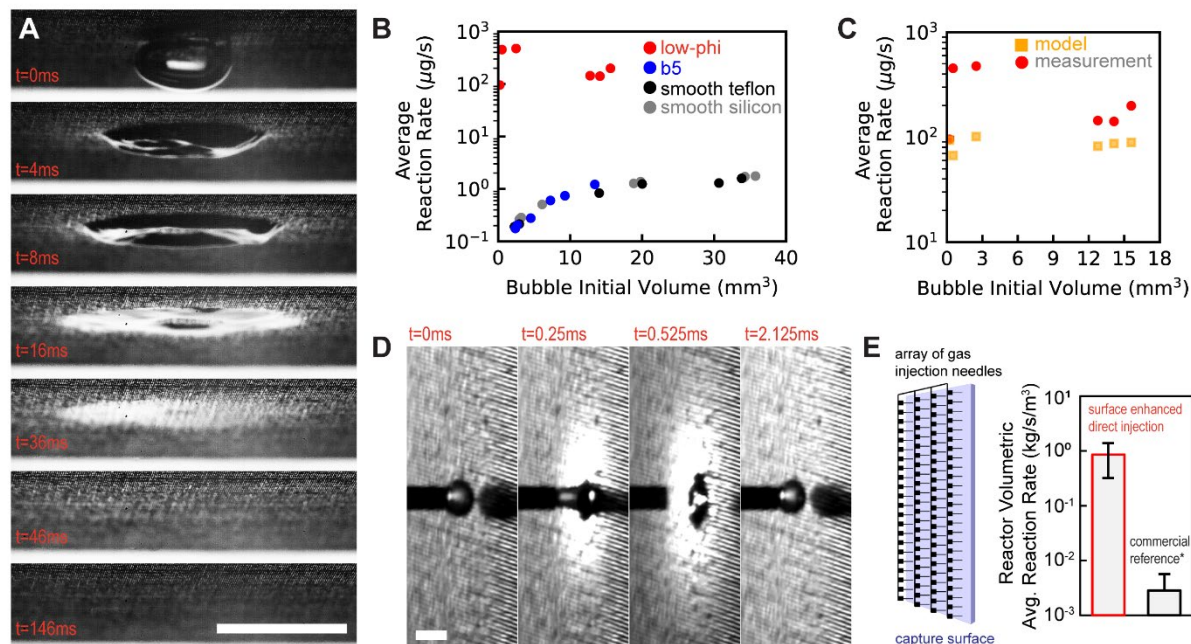 A
t=0ms
t=4ms
t=8ms
t=16ms
t=36ms
t=46ms
t=146ms
B
Average
Reaction Rate (µg/s)
10³
10²
10¹
10⁰
10⁻¹
low-phi
b5
smooth teflon
smooth silicon
0 10 20 30 40
Bubble Initial Volume (mm³)
C
Average
Reaction Rate (µg/s)
10³
10²
10¹
model
measurement
0 3 6 9 12 15 18
Bubble Initial Volume (mm³)
D
t=0ms t=0.25ms t=0.525ms t=2.125ms
E
array of gas
injection needles
capture surface
Reactor Volumetric
Avg. Reaction Rate (kg/s/m³)
10¹
10⁰
10⁻¹
10⁻²
10⁻³
surface enhanced
direct injection
commercial
reference*